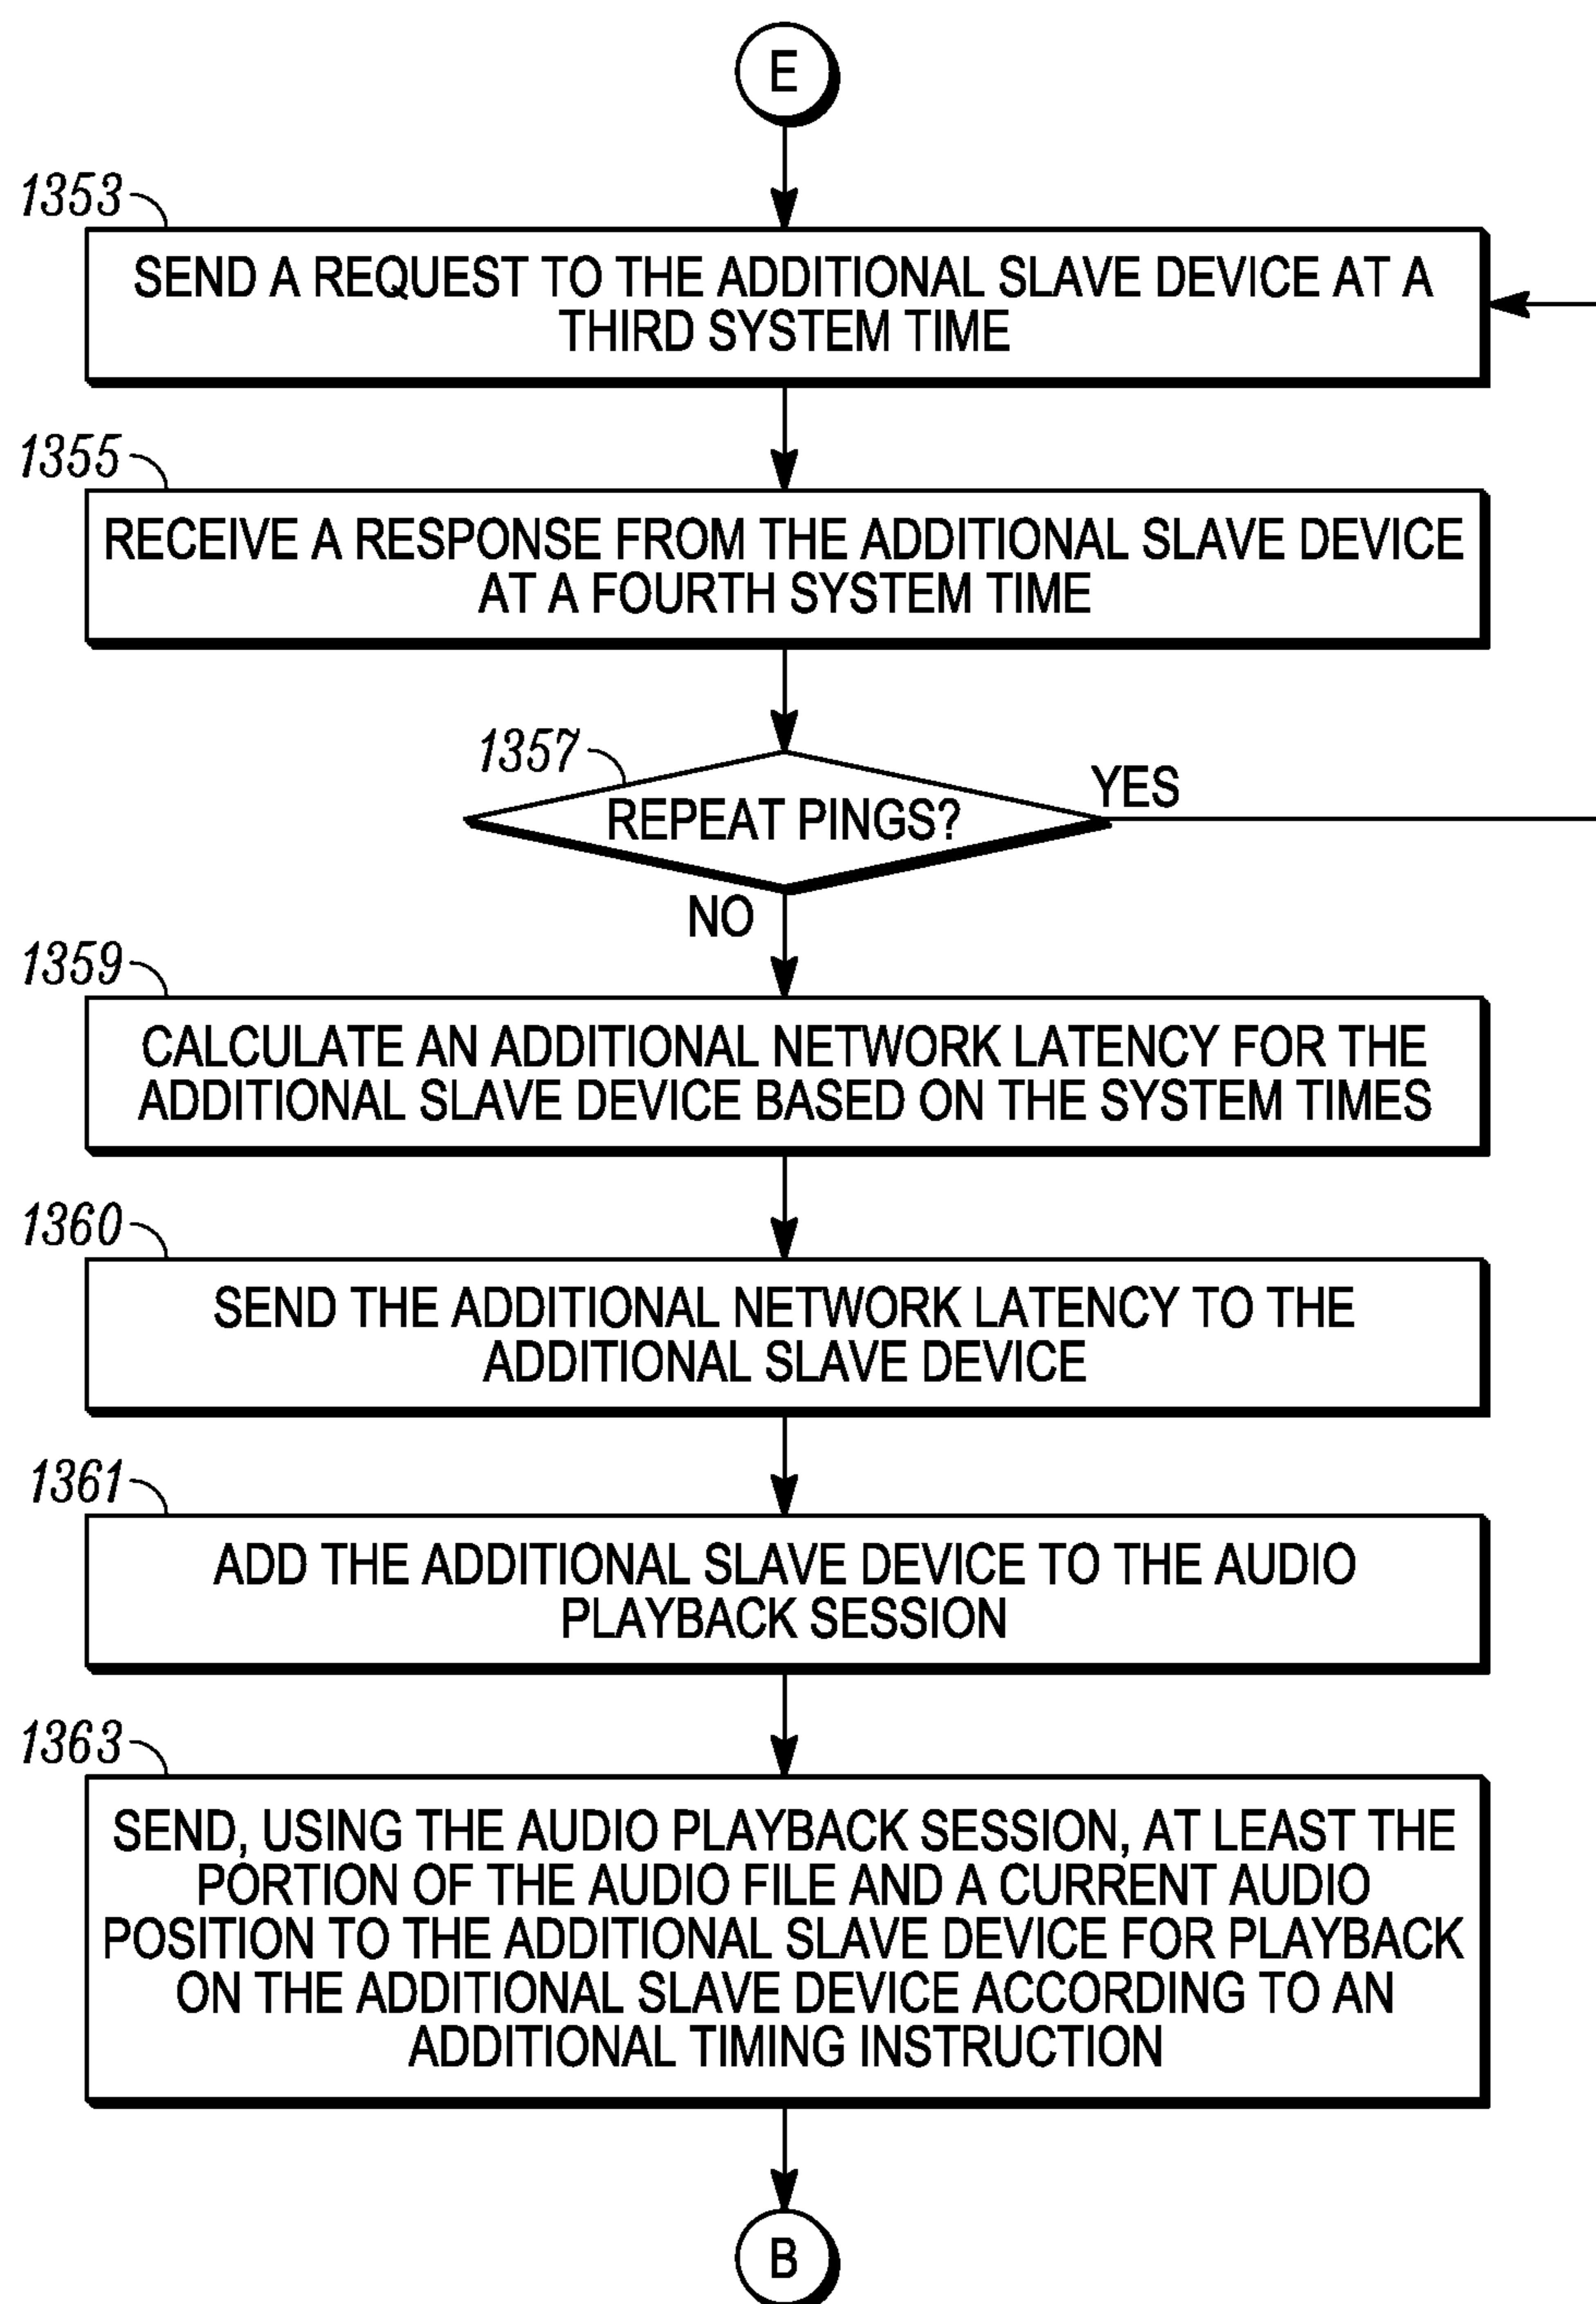 E
1353
SEND A REQUEST TO THE ADDITIONAL SLAVE DEVICE AT A
THIRD SYSTEM TIME
1355
RECEIVE A RESPONSE FROM THE ADDITIONAL SLAVE DEVICE
AT A FOURTH SYSTEM TIME
1357
REPEAT PINGS?
YES
NO
1359
CALCULATE AN ADDITIONAL NETWORK LATENCY FOR THE
ADDITIONAL SLAVE DEVICE BASED ON THE SYSTEM TIMES
1360
SEND THE ADDITIONAL NETWORK LATENCY TO THE
ADDITIONAL SLAVE DEVICE
1361
ADD THE ADDITIONAL SLAVE DEVICE TO THE AUDIO
PLAYBACK SESSION
1363
SEND, USING THE AUDIO PLAYBACK SESSION, AT LEAST THE
PORTION OF THE AUDIO FILE AND A CURRENT AUDIO
POSITION TO THE ADDITIONAL SLAVE DEVICE FOR PLAYBACK
ON THE ADDITIONAL SLAVE DEVICE ACCORDING TO AN
ADDITIONAL TIMING INSTRUCTION
B